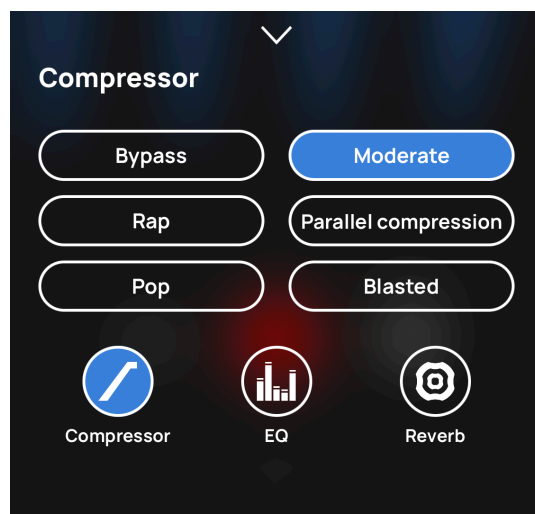 Compressor
Bypass
Moderate
Rap
Parallel compression
Pop
Blasted
Compressor
EQ
Reverb